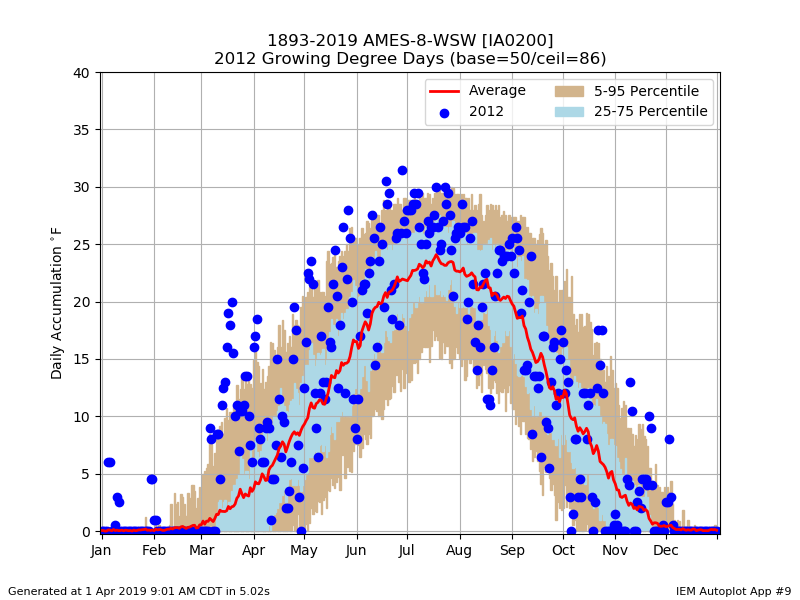 1893-2019 AMES-8-WSW [IA0200]
2012 Growing Degree Days (base=50/ceil=86)
Average
2012
5-95 Percentile
25-75 Percentile
Daily Accumulation °F
40
35
30
25
20
15
10
5
0
Jan Feb Mar Apr May Jun Jul Aug Sep Oct Nov Dec
Generated at 1 Apr 2019 9:01 AM CDT in 5.02s
IEM Autoplot App #9